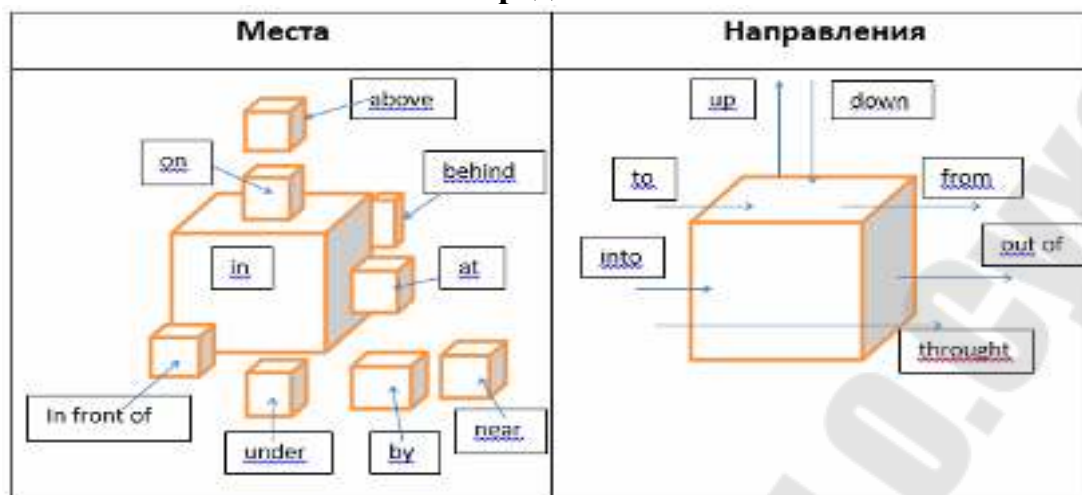 Места
above
on
behind
in
at
In front of
under
by
near
Направления
up
down
to
from
into
out of
throught